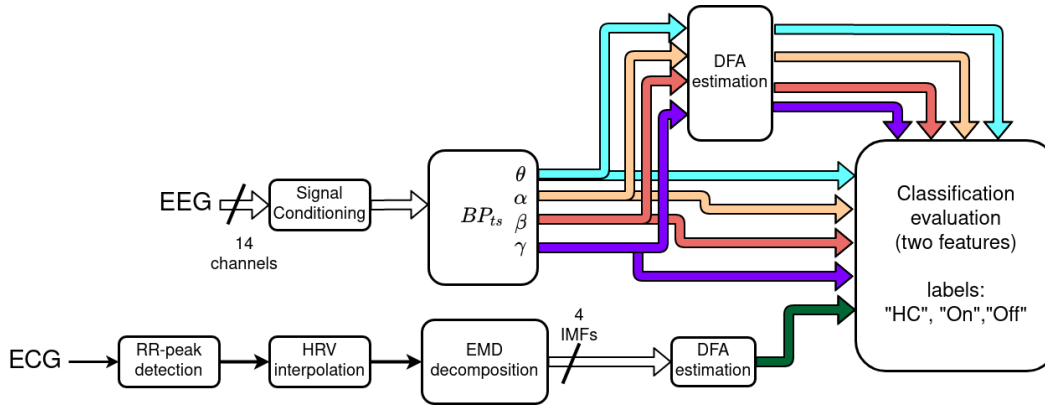 DFA
estimation
EEG
14
channels
Signal
Conditioning
BP_ts
θ
α
β
γ
Classification
evaluation
(two features)
labels:
"HC", "On","Off"
ECG
RR-peak
detection
HRV
interpolation
EMD
decomposition
4
IMFs
DFA
estimation